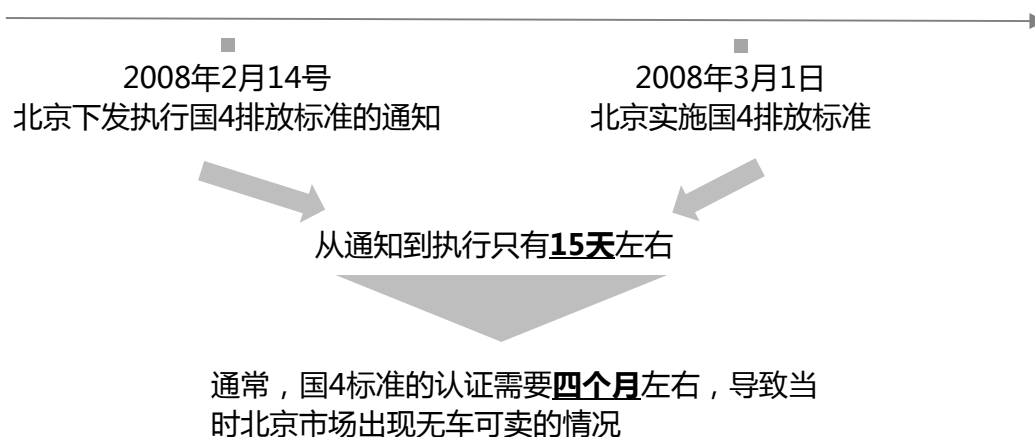 2008年2月14号
北京下发执行国4排放标准的通知
2008年3月1日
北京实施国4排放标准
从通知到执行只有15天左右
通常，国4标准的认证需要四个月左右，导致当
时北京市场出现无车可卖的情况